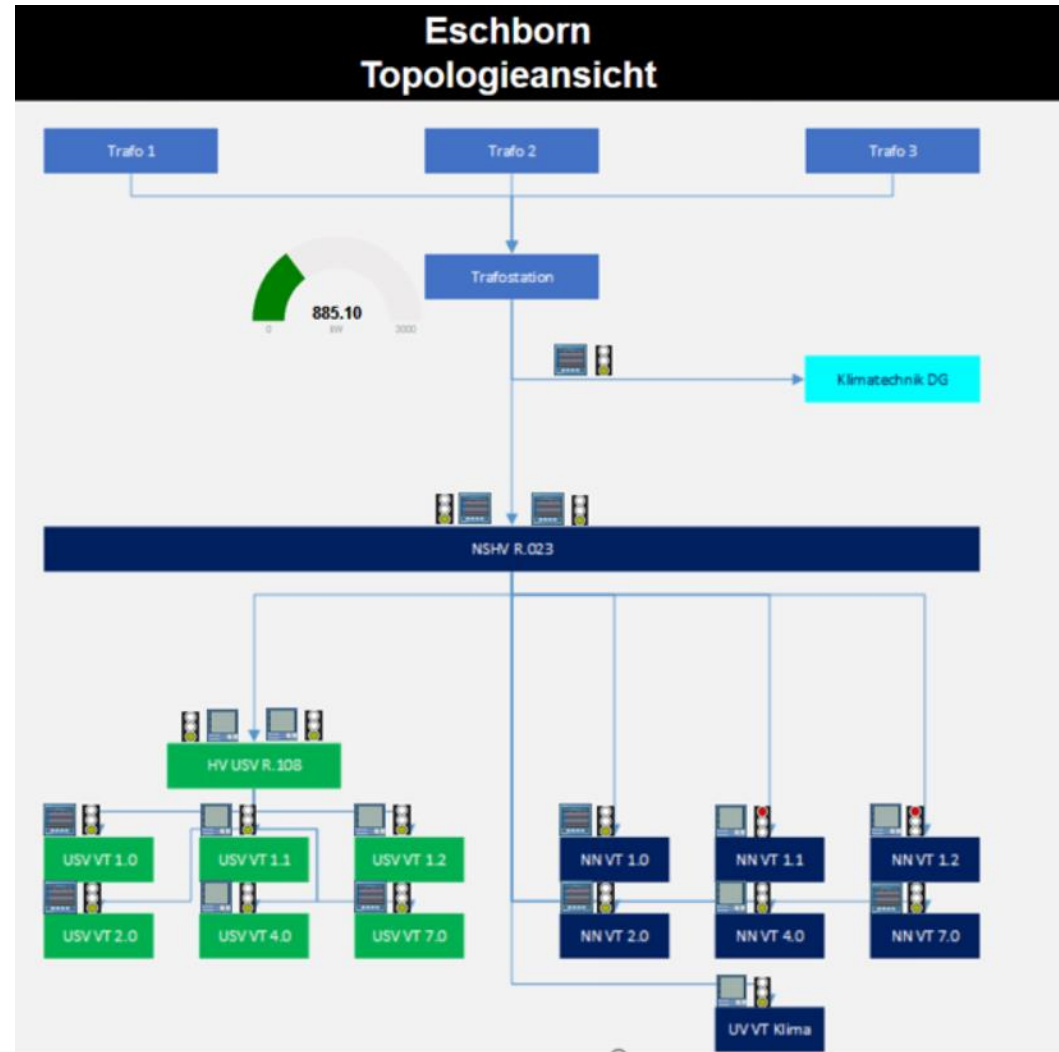 Eschborn
Topologieansicht
Trafo 1
Trafo 2
Trafo 3
Trafostation
885.10
0
kW
3000
Klimatechnik DG
NSHV R.023
HV USV R.108
USV VT 1.0
USV VT 1.1
USV VT 1.2
NN VT 1.0
NN VT 1.1
NN VT 1.2
USV VT 2.0
USV VT 4.0
USV VT 7.0
NN VT 2.0
NN VT 4.0
NN VT 7.0
UV VT Klima